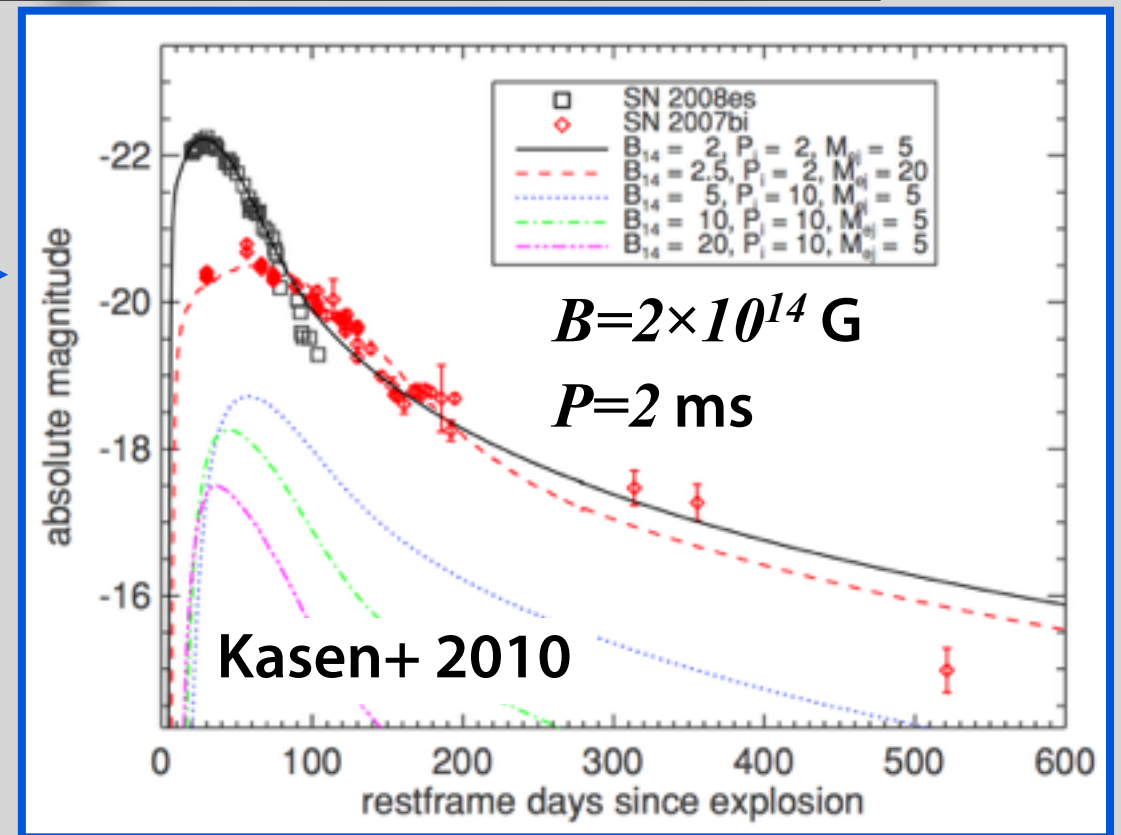 SN 2008es
SN 2007bi
B14 = 2, Pi = 2, Mej = 5
B14 = 2.5, Pi = 2, Mej = 20
B14 = 5, Pi = 10, Mej = 5
B14 = 10, Pi = 10, Mej = 5
B14 = 20, Pi = 10, Mej = 5
-22
-20
-18
-16
absolute magnitude
B=2×10^14 G
P=2 ms
Kasen+ 2010
0 100 200 300 400 500 600
restframe days since explosion